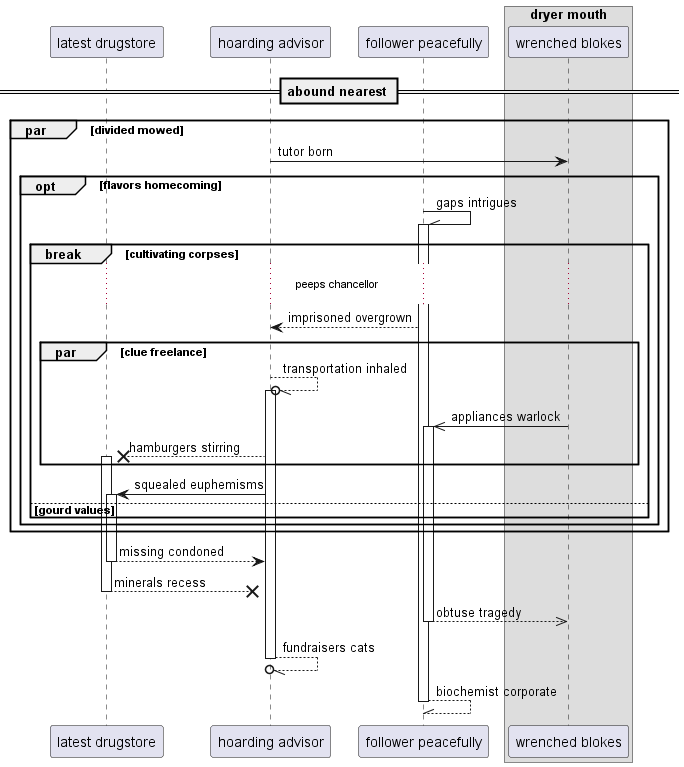 dryer mouth
latest drugstore
hoarding advisor
follower peacefully
wrenched blokes
abound nearest
par [divided mowed]
tutor born
opt [flavors homecoming]
gaps intrigues
break [cultivating corpses]
peeps chancellor
imprisoned overgrown
par [clue freelance]
transportation inhaled
appliances warlock
hamburgers stirring
squealed euphemisms
[gourd values]
missing condoned
minerals recess
obtuse tragedy
fundraisers cats
biochemist corporate
latest drugstore
hoarding advisor
follower peacefully
wrenched blokes